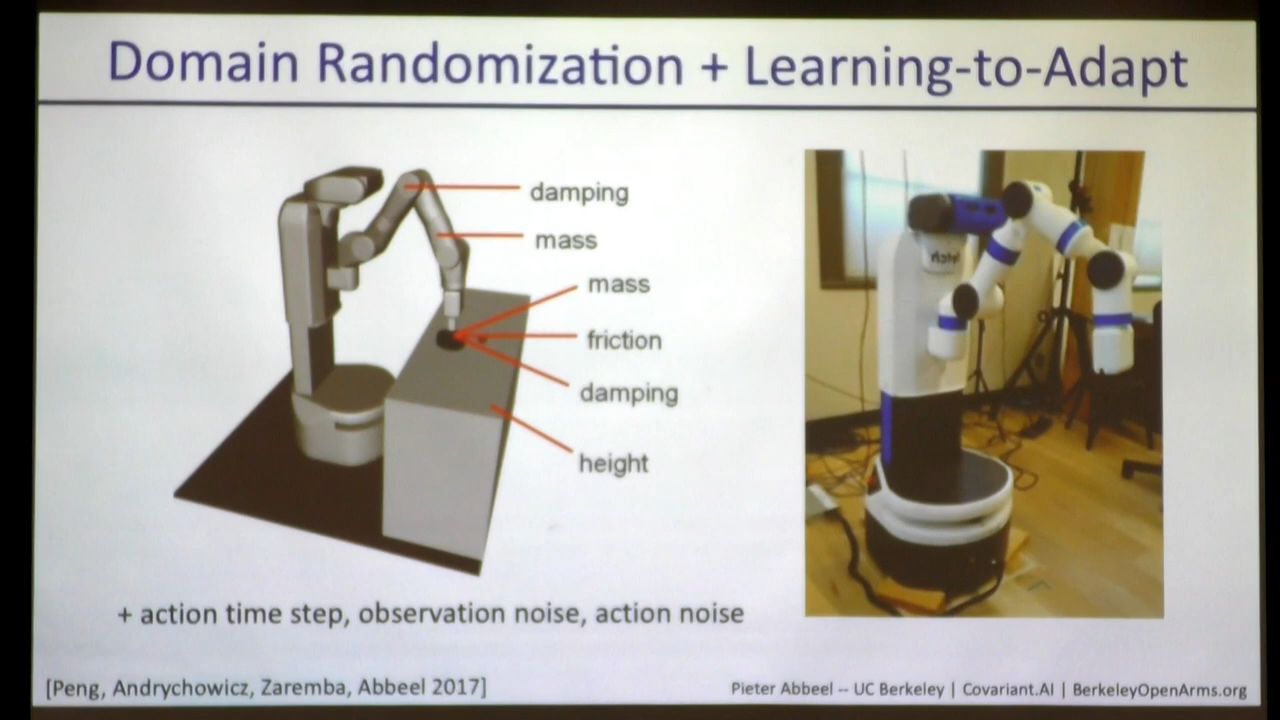 Domain Randomization + Learning-to-Adapt
damping
mass
mass
friction
damping
height
+ action time step, observation noise, action noise
[Peng, Andrychowicz, Zaremba, Abbeel 2017]
Pieter Abbeel -- UC Berkeley | Covariant.AI | BerkeleyOpenArms.org